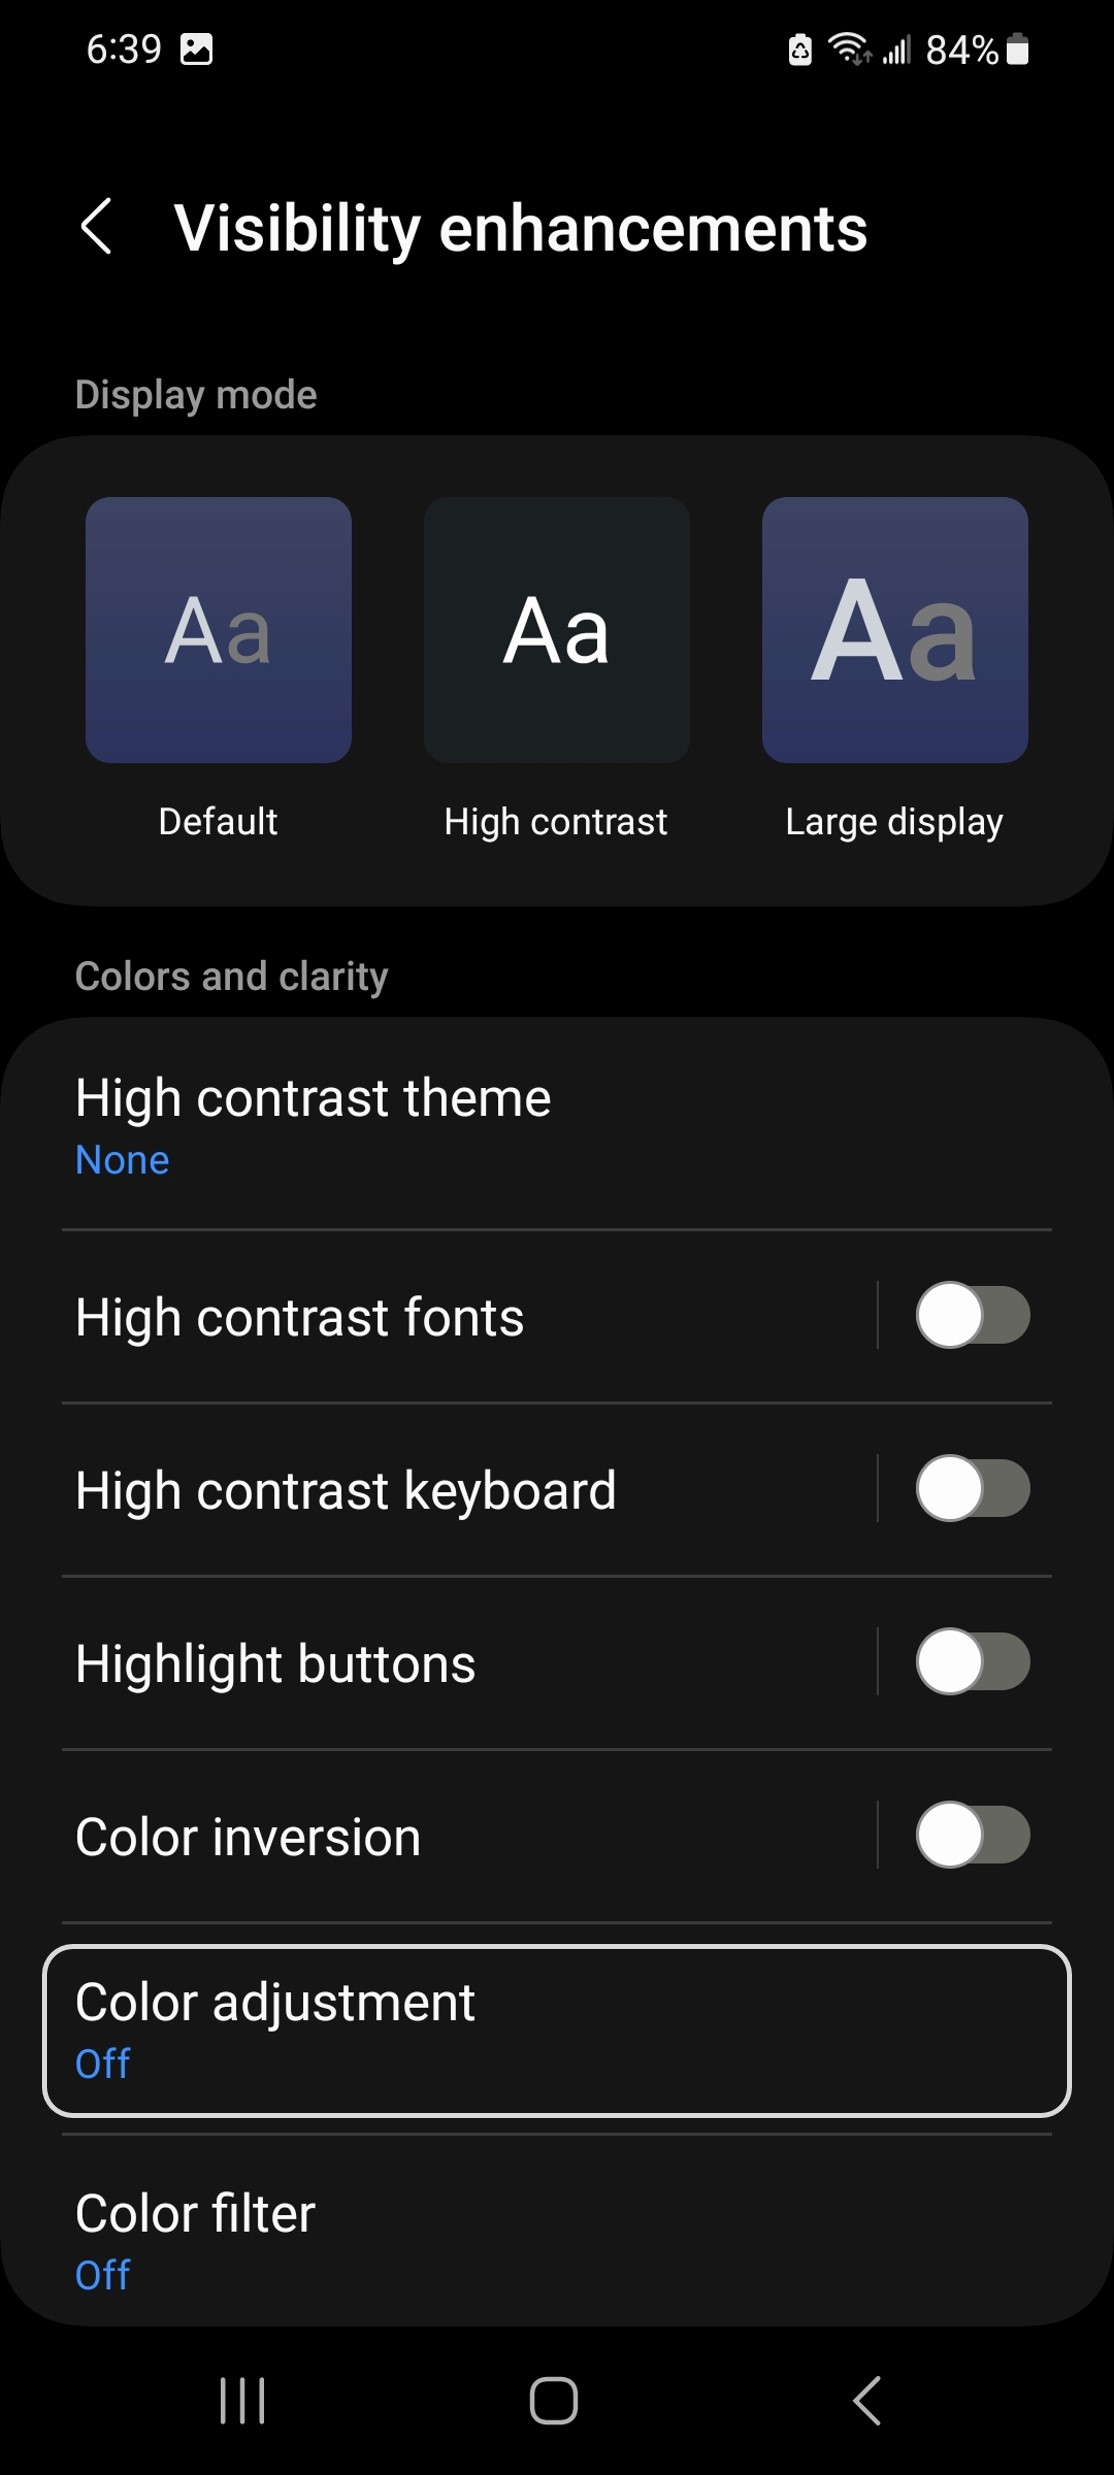 6:39 84%
Visibility enhancements
Display mode
Aa Aa Aa
Default High contrast Large display
Colors and clarity
High contrast theme
None
High contrast fonts
High contrast keyboard
Highlight buttons
Color inversion
Color adjustment
Off
Color filter
Off